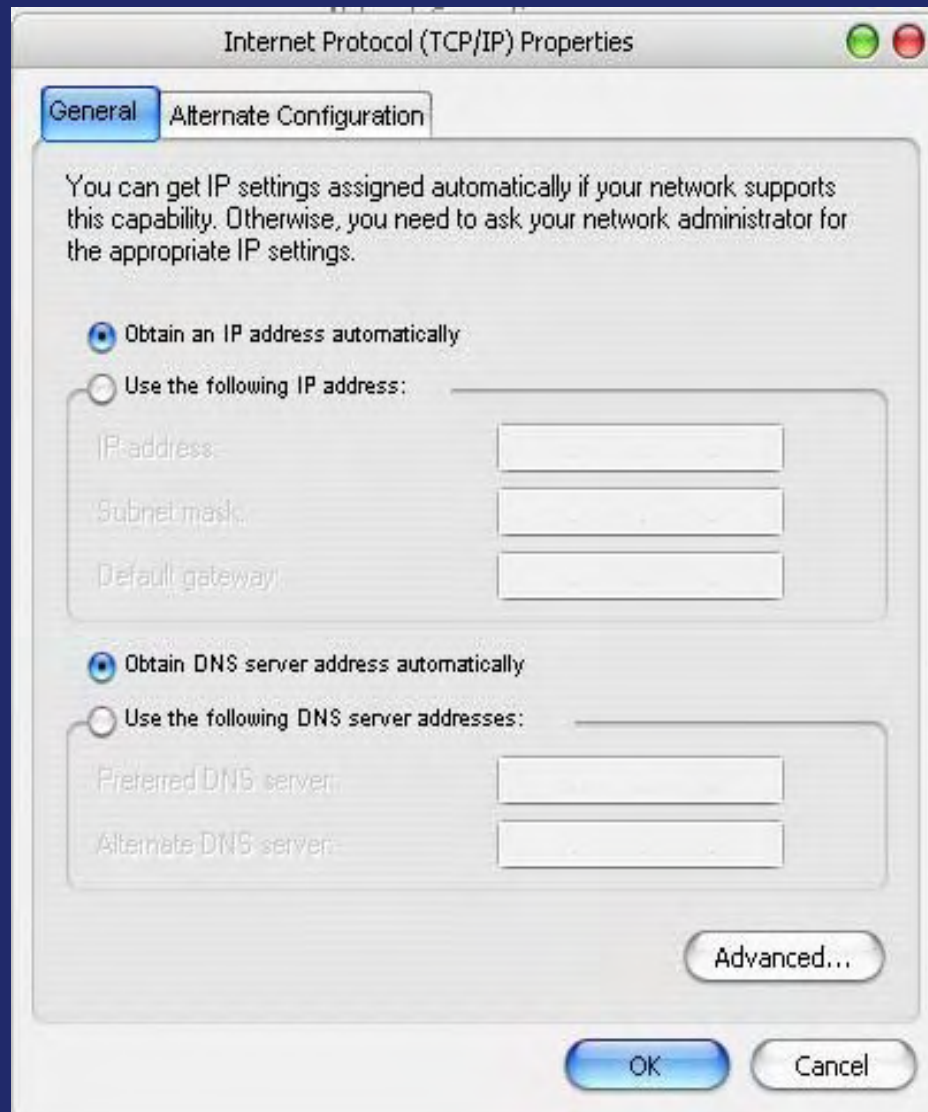 Internet Protocol (TCP/IP) Properties
General
Alternate Configuration
You can get IP settings assigned automatically if your network supports
this capability. Otherwise, you need to ask your network administrator for
the appropriate IP settings.
Obtain an IP address automatically
Use the following IP address:
IP address:
Subnet mask:
Default gateway:
Obtain DNS server address automatically
Use the following DNS server addresses:
Preferred DNS server:
Alternate DNS server:
Advanced...
OK
Cancel